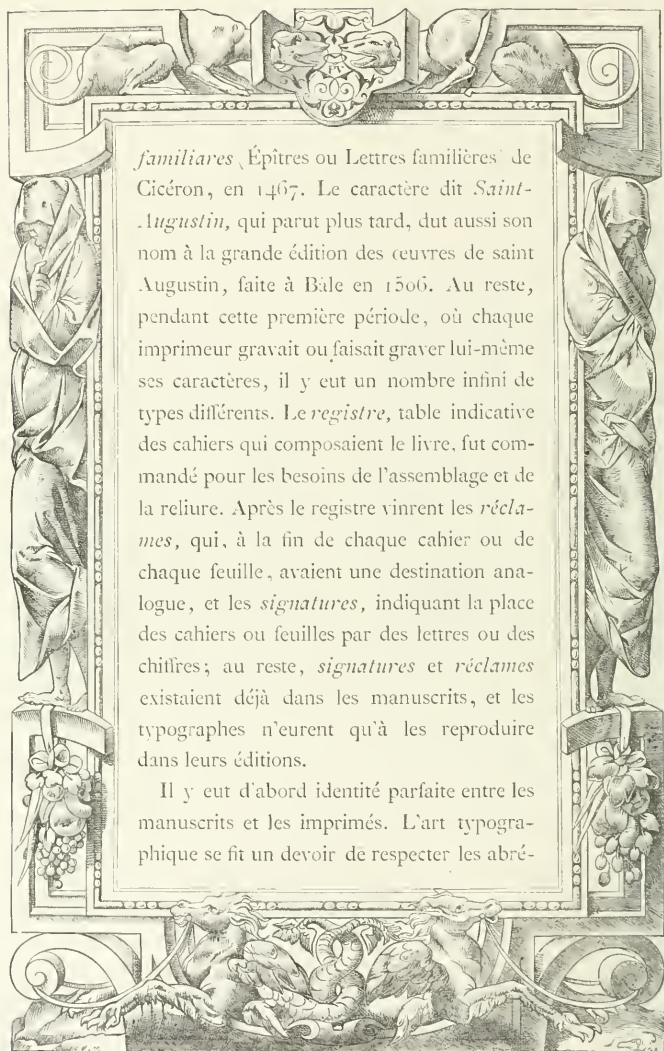 familiares (Épîtres ou Lettres familières) de
Cicéron, en 1467. Le caractère dit Saint-
Augustin, qui parut plus tard, dut aussi son
nom à la grande édition des œuvres de saint
Augustin, faite à Bâle en 1506. Au reste,
pendant cette première période, où chaque
imprimeur gravait ou faisait graver lui-même
ses caractères, il y eut un nombre infini de
types différents. Le registre, table indicative
des cahiers qui composaient le livre, fut com-
mandé pour les besoins de l'assemblage et de
la reliure. Après le registre vinrent les récla-
mes, qui, à la fin de chaque cahier ou de
chaque feuille, avaient une destination ana-
logue, et les signatures, indiquant la place
des cahiers ou feuilles par des lettres ou des
chiffres; au reste, signatures et réclames
existaient déjà dans les manuscrits, et les
typographes n'eurent qu'à les reproduire
dans leurs éditions.
Il y eut d'abord identité parfaite entre les
manuscrits et les imprimés. L'art typogra-
phique se fit un devoir de respecter les abré-